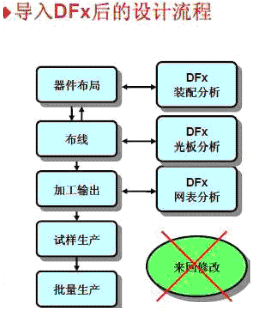 导入DFx后的设计流程
器件布局
DFx
装配分析
布线
DFx
光板分析
加工输出
DFx
网表分析
试样生产
来回修改
批量生产